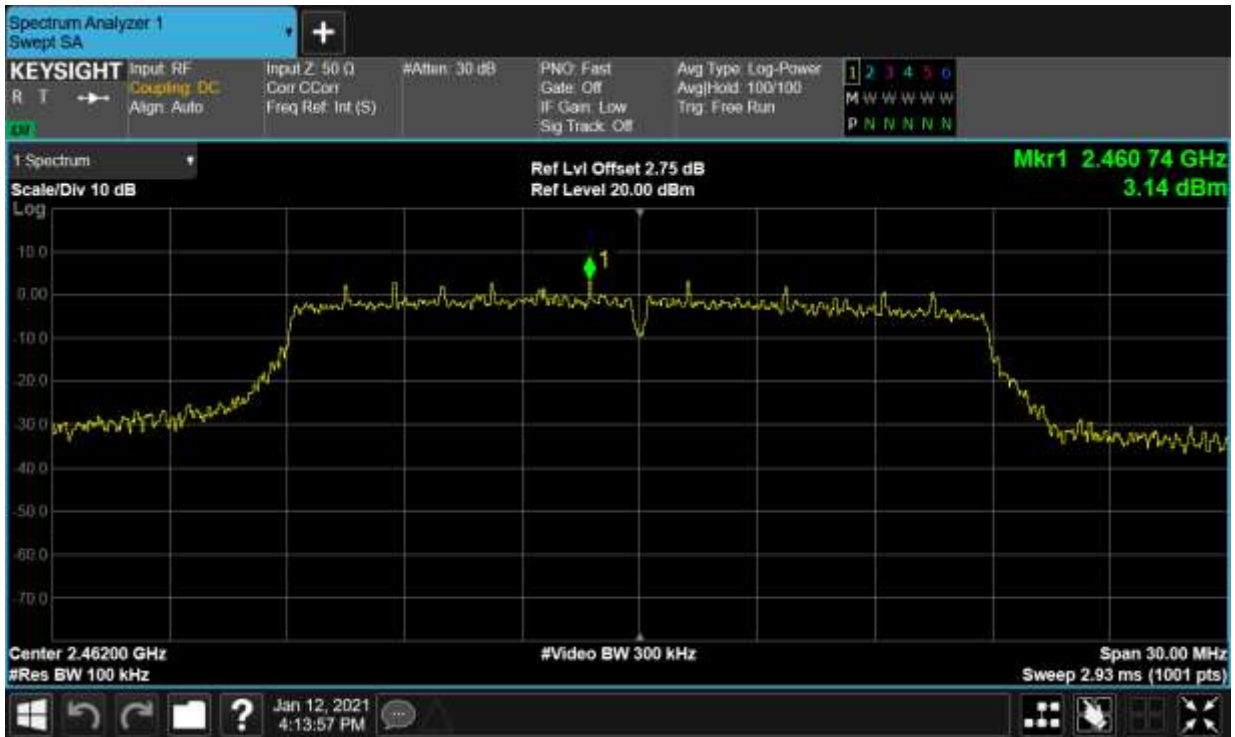 Spectrum Analyzer 1
Swept SA
+
KEYSIGHT
R T
Input: RF
Coupling: DC
Align: Auto
Input Z: 50 Ω
Corr CCorr
Freq Ref: Int (S)
#Atten: 30 dB
PNO: Fast
Gate: Off
IF Gain: Low
Sig Track: Off
Avg Type: Log-Power
Avg|Hold: 100/100
Trig: Free Run
1 2 3 4 5 6
M W W W W W
P N N N N N
1 Spectrum
Scale/Div 10 dB
Ref Lvl Offset 2.75 dB
Ref Level 20.00 dBm
Mkr1 2.460 74 GHz
3.14 dBm
Log
10.0
0.00
-10.0
-20.0
-30.0
-40.0
-50.0
-60.0
-70.0
1
Center 2.46200 GHz
#Res BW 100 kHz
#Video BW 300 kHz
Span 30.00 MHz
Sweep 2.93 ms (1001 pts)
?
Jan 12, 2021
4:13:57 PM